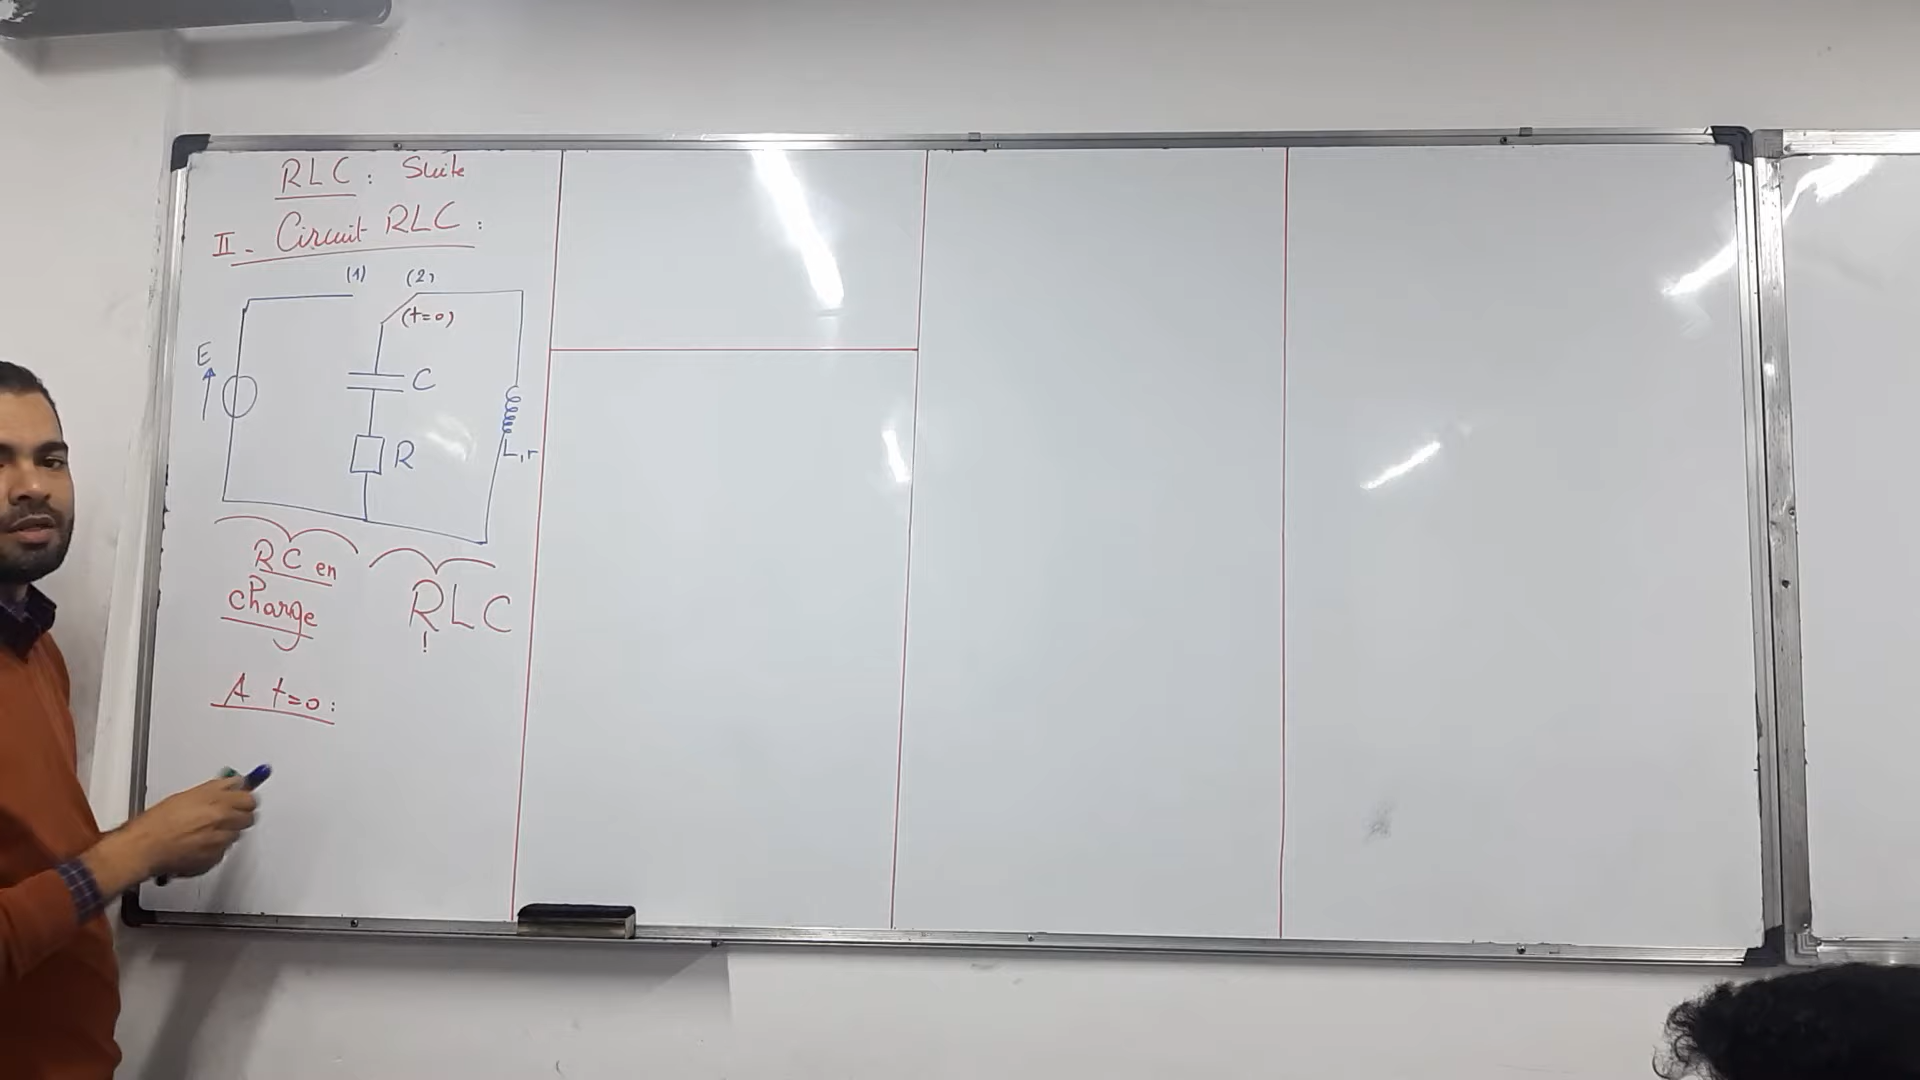 RLC : Suite
II - Circuit RLC :
(1) (2)
(t=0)
E
C
R
L,r
RC en
charge
RLC
!
A t=0 :